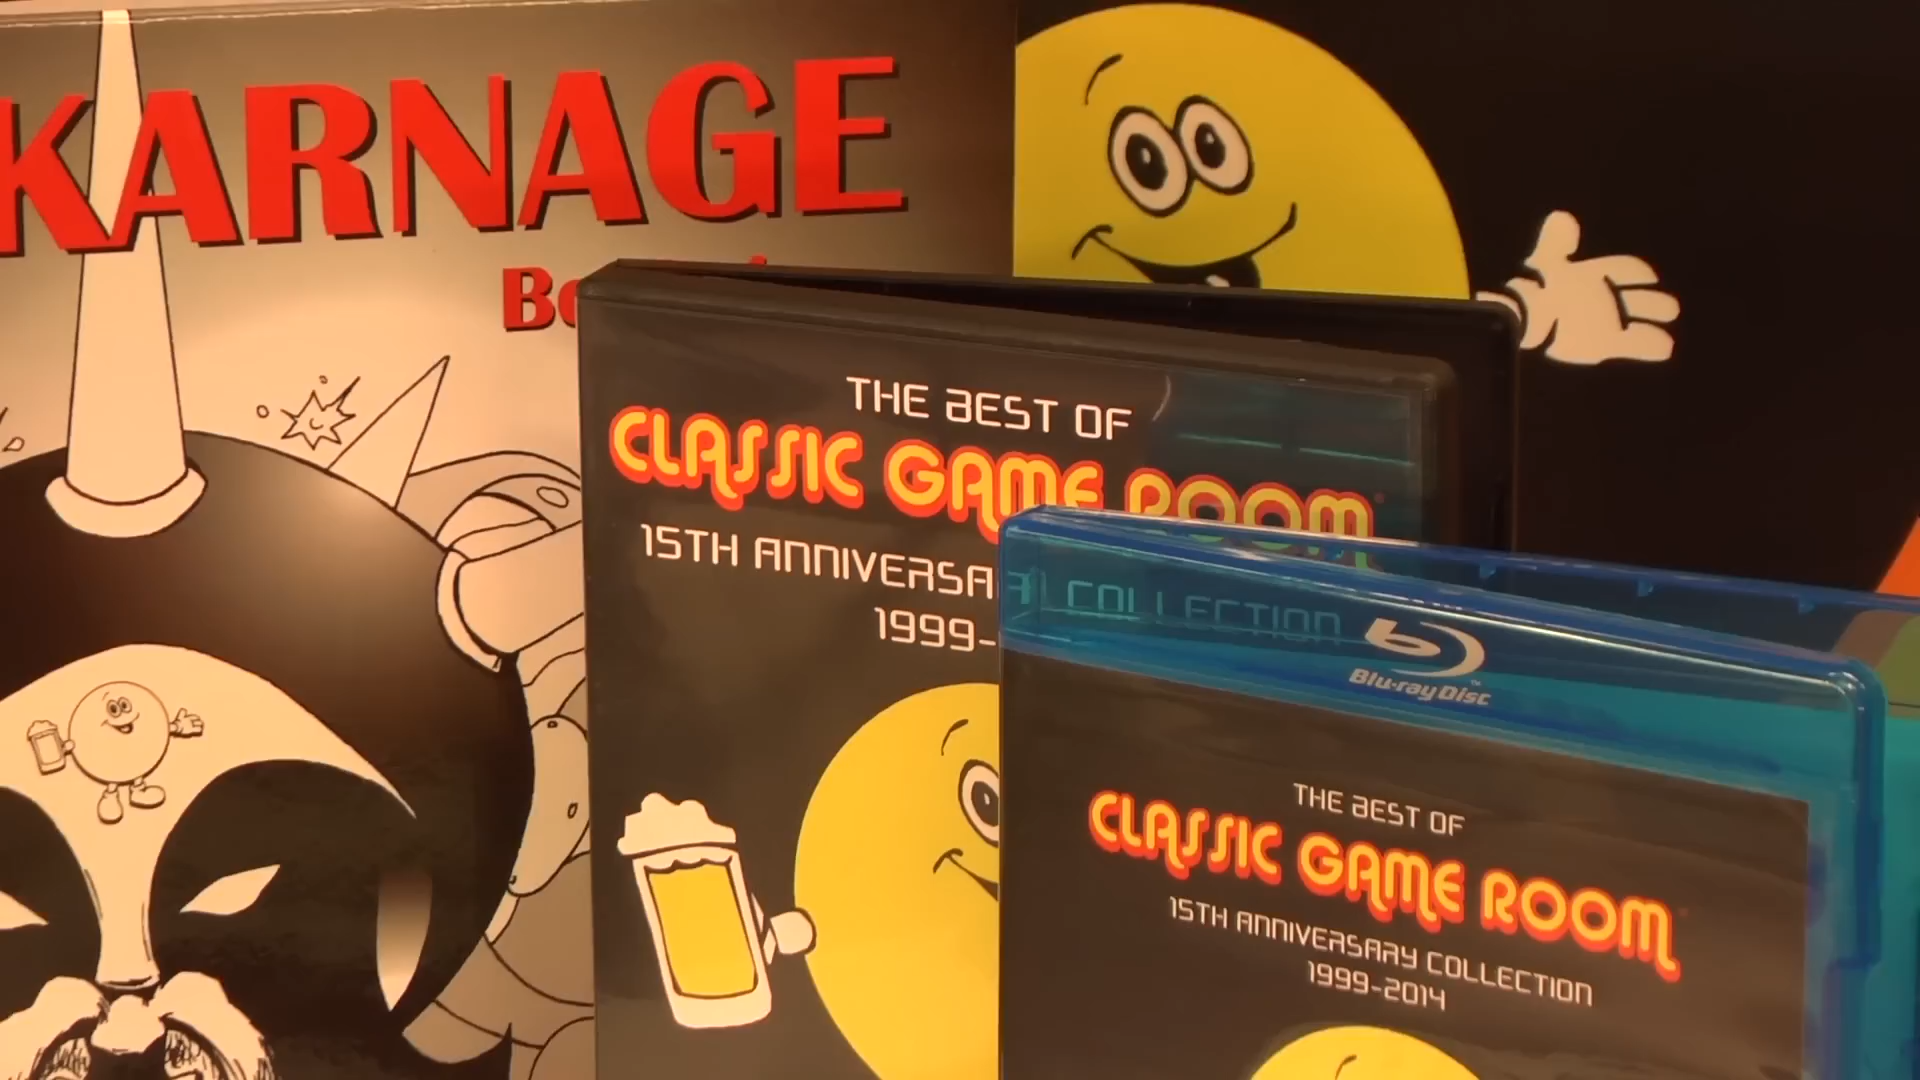 KARNAGE
THE BEST OF
CLASSIC GAME ROOM
15TH ANNIVERSARY COLLECTION
1999-
Blu-ray Disc
THE BEST OF
CLASSIC GAME ROOM
15TH ANNIVERSARY COLLECTION
1999-2014